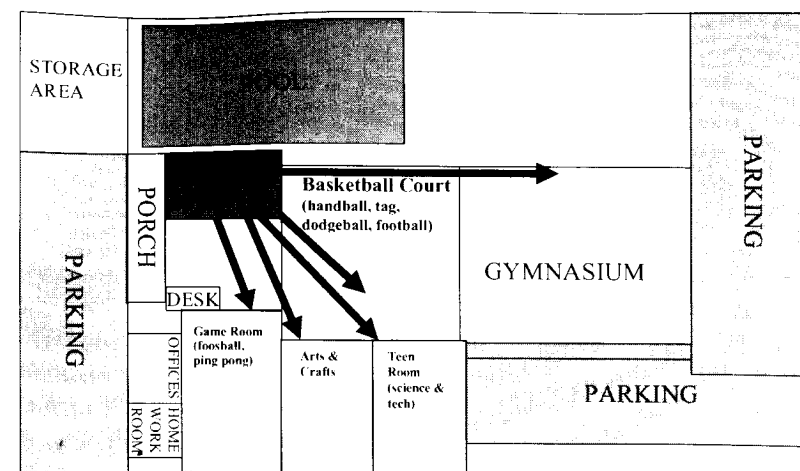 STORAGE
AREA
POOL
PARKING
PORCH
Basketball Court
(handball, tag,
dodgeball, football)
GYMNASIUM
PARKING
DESK
Game Room
(foosball,
ping pong)
Arts &
Crafts
Teen
Room
(science &
tech)
OFFICES
HOME
WORK
ROOM
PARKING